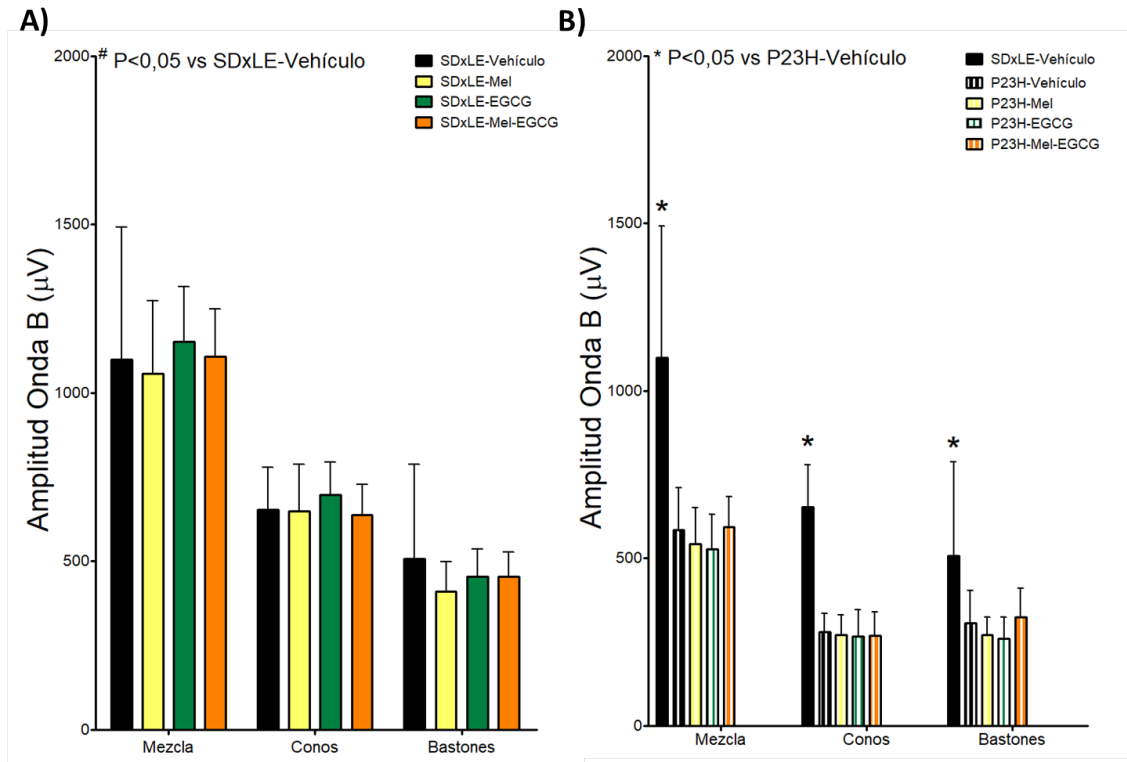 A)
# P<0,05 vs SDxLE-Vehículo
SDxLE-Vehículo
SDxLE-Mel
SDxLE-EGCG
SDxLE-Mel-EGCG
Amplitud Onda B (µV)
2000
1500
1000
500
0
Mezcla
Conos
Bastones
B)
* P<0,05 vs P23H-Vehículo
SDxLE-Vehículo
P23H-Vehículo
P23H-Mel
P23H-EGCG
P23H-Mel-EGCG
Amplitud Onda B (µV)
2000
1500
1000
500
0
*
*
*
Mezcla
Conos
Bastones